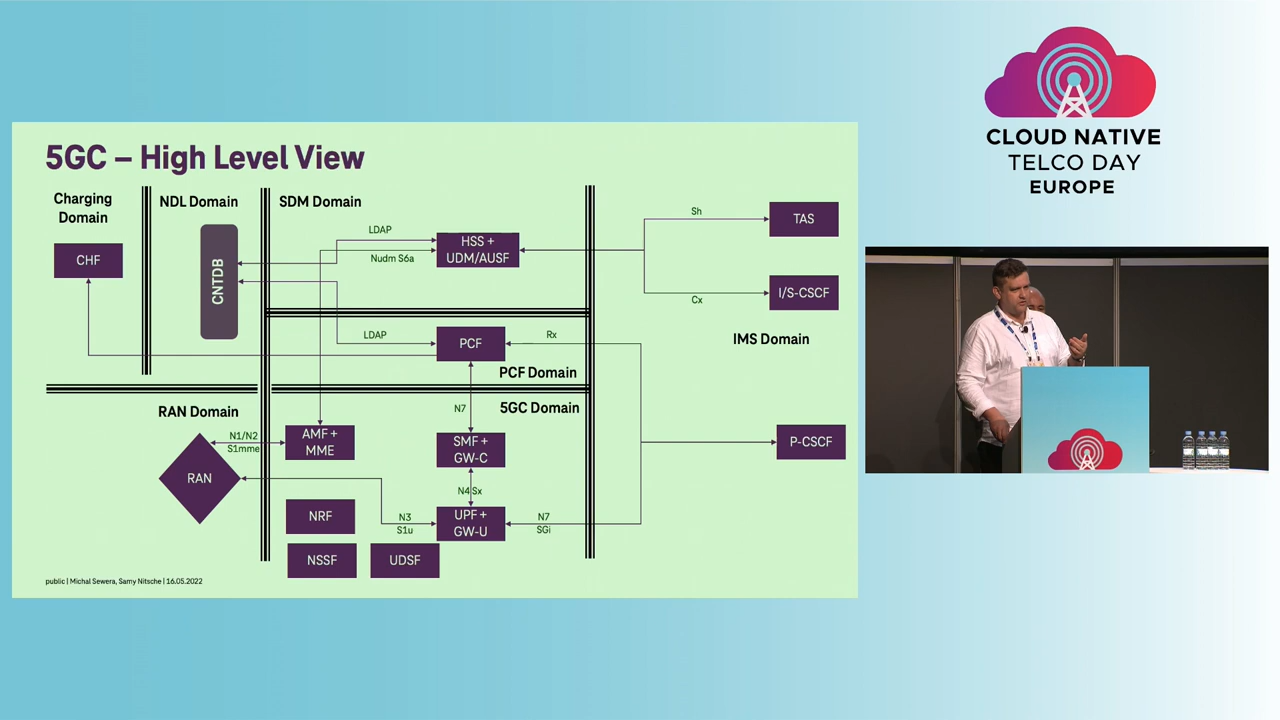 CLOUD NATIVE
TELCO DAY
EUROPE
5GC – High Level View
Charging
Domain
NDL Domain
SDM Domain
CHF
CNTDB
LDAP
Nudm S6a
HSS +
UDM/AUSF
Sh
TAS
Cx
I/S-CSCF
IMS Domain
LDAP
PCF
Rx
PCF Domain
RAN Domain
5GC Domain
N1/N2
S1mme
RAN
AMF +
MME
N7
SMF +
GW-C
P-CSCF
N4 Sx
NRF
N3
S1u
UPF +
GW-U
N7
SGi
NSSF
UDSF
public | Michal Sewera, Samy Nitsche | 16.05.2022